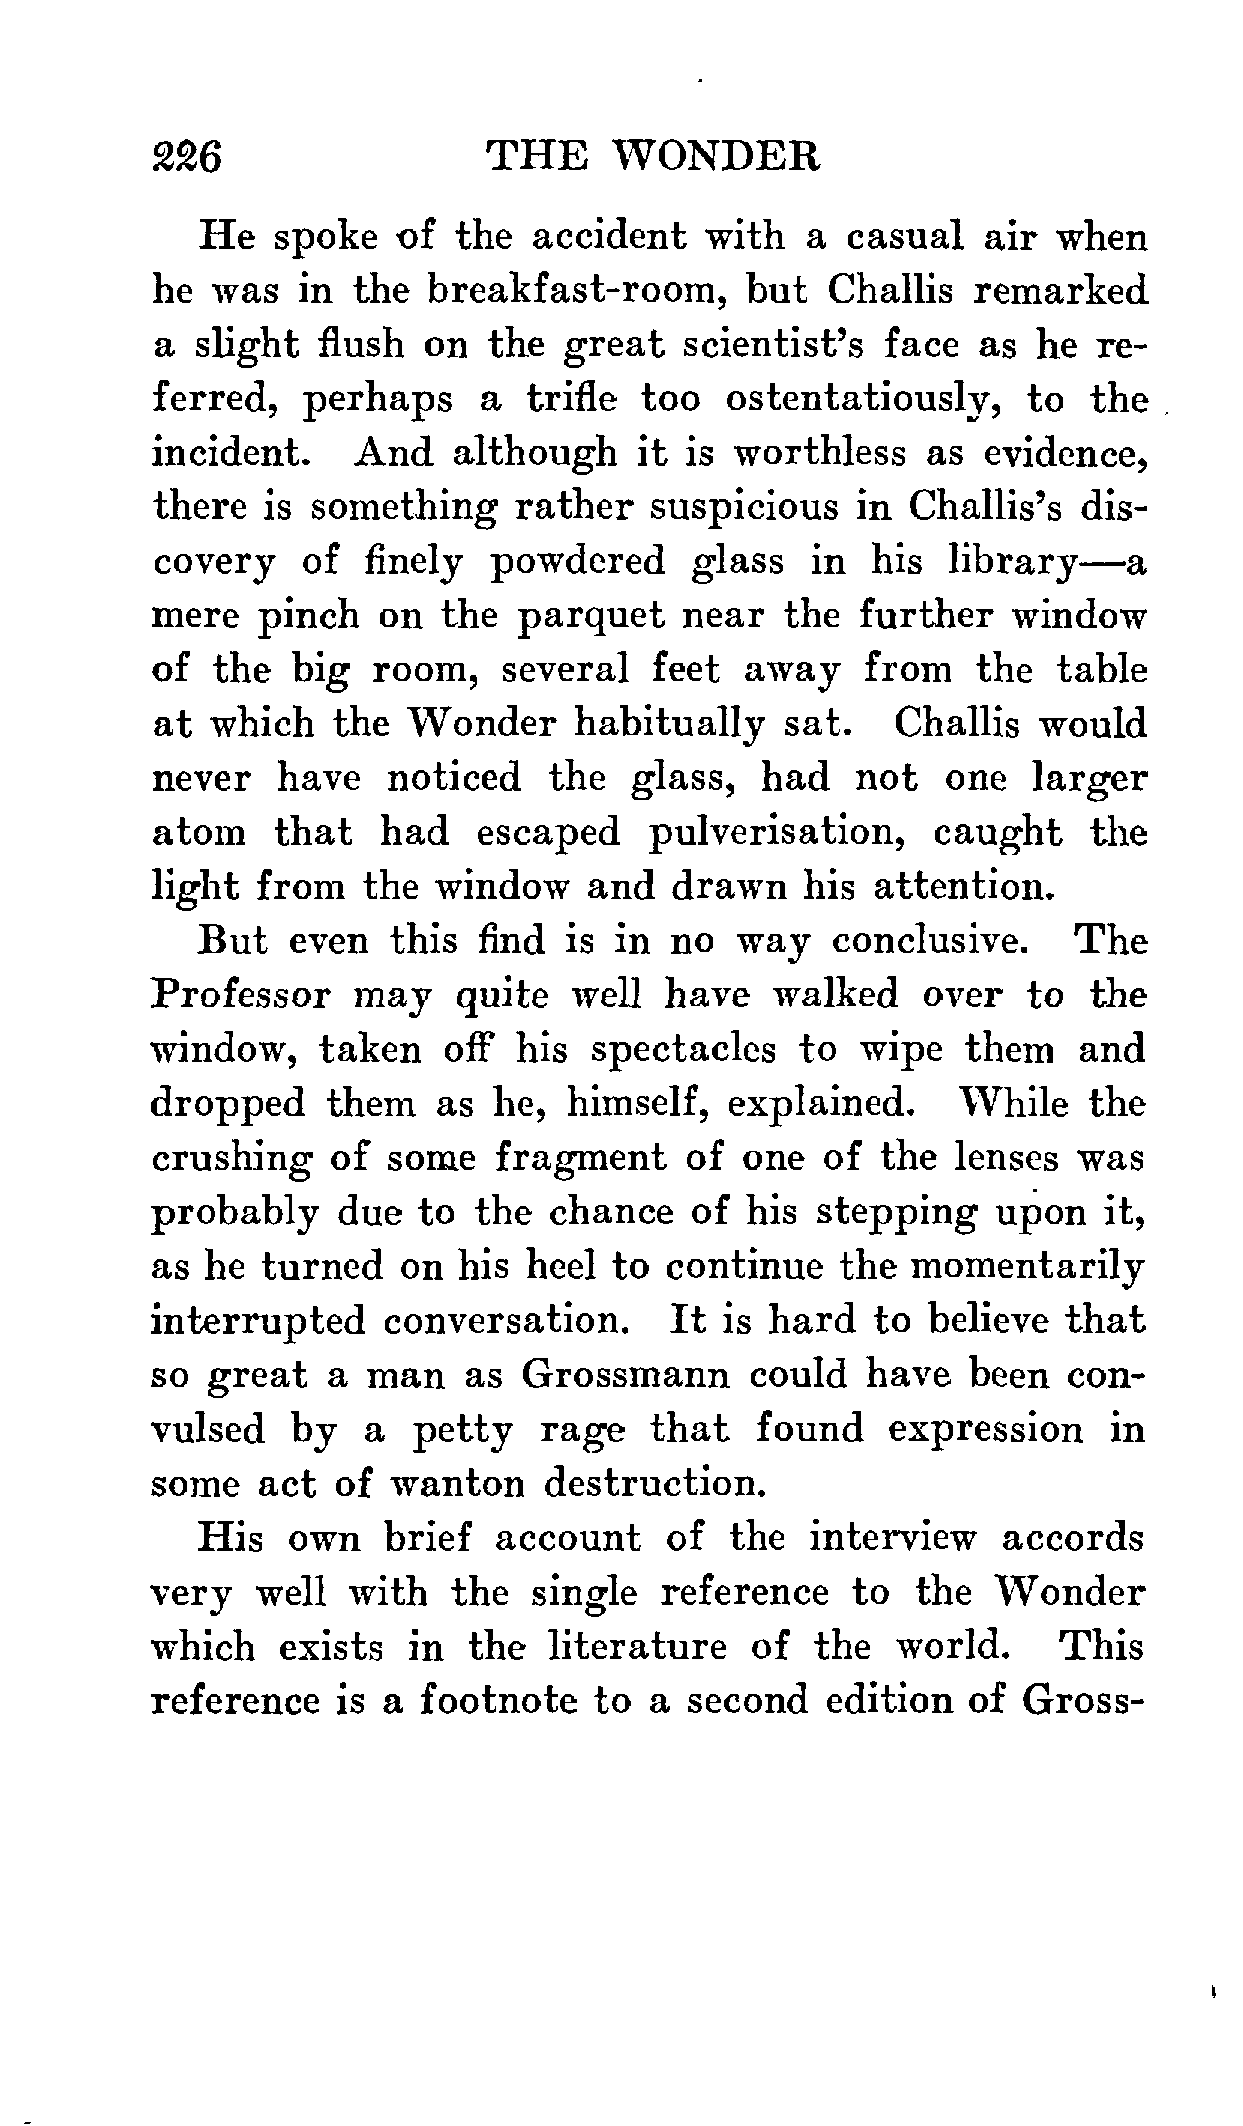 226 THE WONDER
He spoke of the accident with a casual air when
he was in the breakfast-room, but Challis remarked
a slight flush on the great scientist's face as he re-
ferred, perhaps a trifle too ostentatiously, to the
incident. And although it is worthless as evidence,
there is something rather suspicious in Challis's dis-
covery of finely powdered glass in his library—a
mere pinch on the parquet near the further window
of the big room, several feet away from the table
at which the Wonder habitually sat. Challis would
never have noticed the glass, had not one larger
atom that had escaped pulverisation, caught the
light from the window and drawn his attention.
But even this find is in no way conclusive. The
Professor may quite well have walked over to the
window, taken off his spectacles to wipe them and
dropped them as he, himself, explained. While the
crushing of some fragment of one of the lenses was
probably due to the chance of his stepping upon it,
as he turned on his heel to continue the momentarily
interrupted conversation. It is hard to believe that
so great a man as Grossmann could have been con-
vulsed by a petty rage that found expression in
some act of wanton destruction.
His own brief account of the interview accords
very well with the single reference to the Wonder
which exists in the literature of the world. This
reference is a footnote to a second edition of Gross-